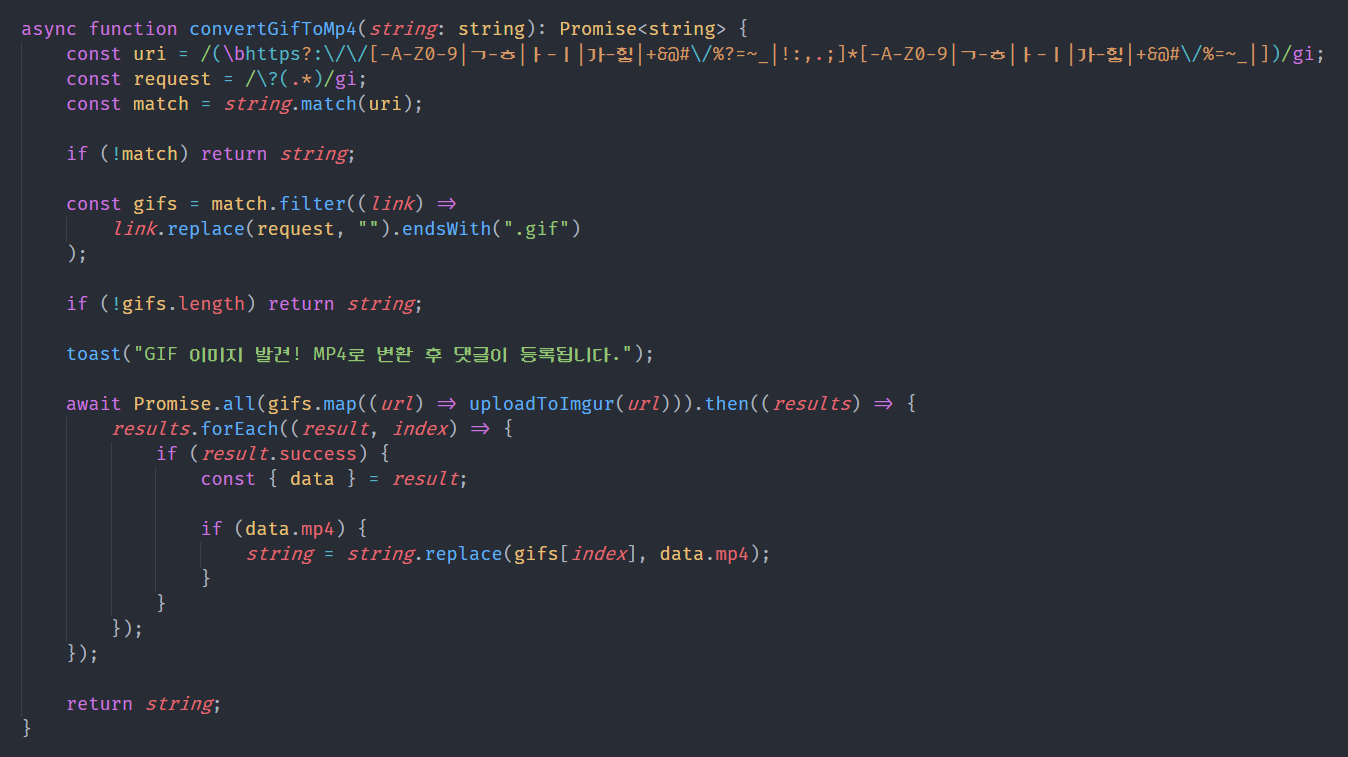 async function convertGifToMp4(string: string): Promise<string> {
const uri = /(\bhttps?:\/\/[-A-Z0-9|ㄱ-ㅎ|ㅏ-ㅣ|가-힣|+&@#\/%?=~_|!:,.;]*[-A-Z0-9|ㄱ-ㅎ|ㅏ-ㅣ|가-힣|+&@#\/%=~_|])/gi;
const request = /\?(.*)/gi;
const match = string.match(uri);
if (!match) return string;
const gifs = match.filter((link) =>
link.replace(request, "").endsWith(".gif")
);
if (!gifs.length) return string;
toast("GIF 이미지 발견! MP4로 변환 후 댓글이 등록됩니다.");
await Promise.all(gifs.map((url) => uploadToImgur(url))).then((results) => {
results.forEach((result, index) => {
if (result.success) {
const { data } = result;
if (data.mp4) {
string = string.replace(gifs[index], data.mp4);
}
}
});
});
return string;
}